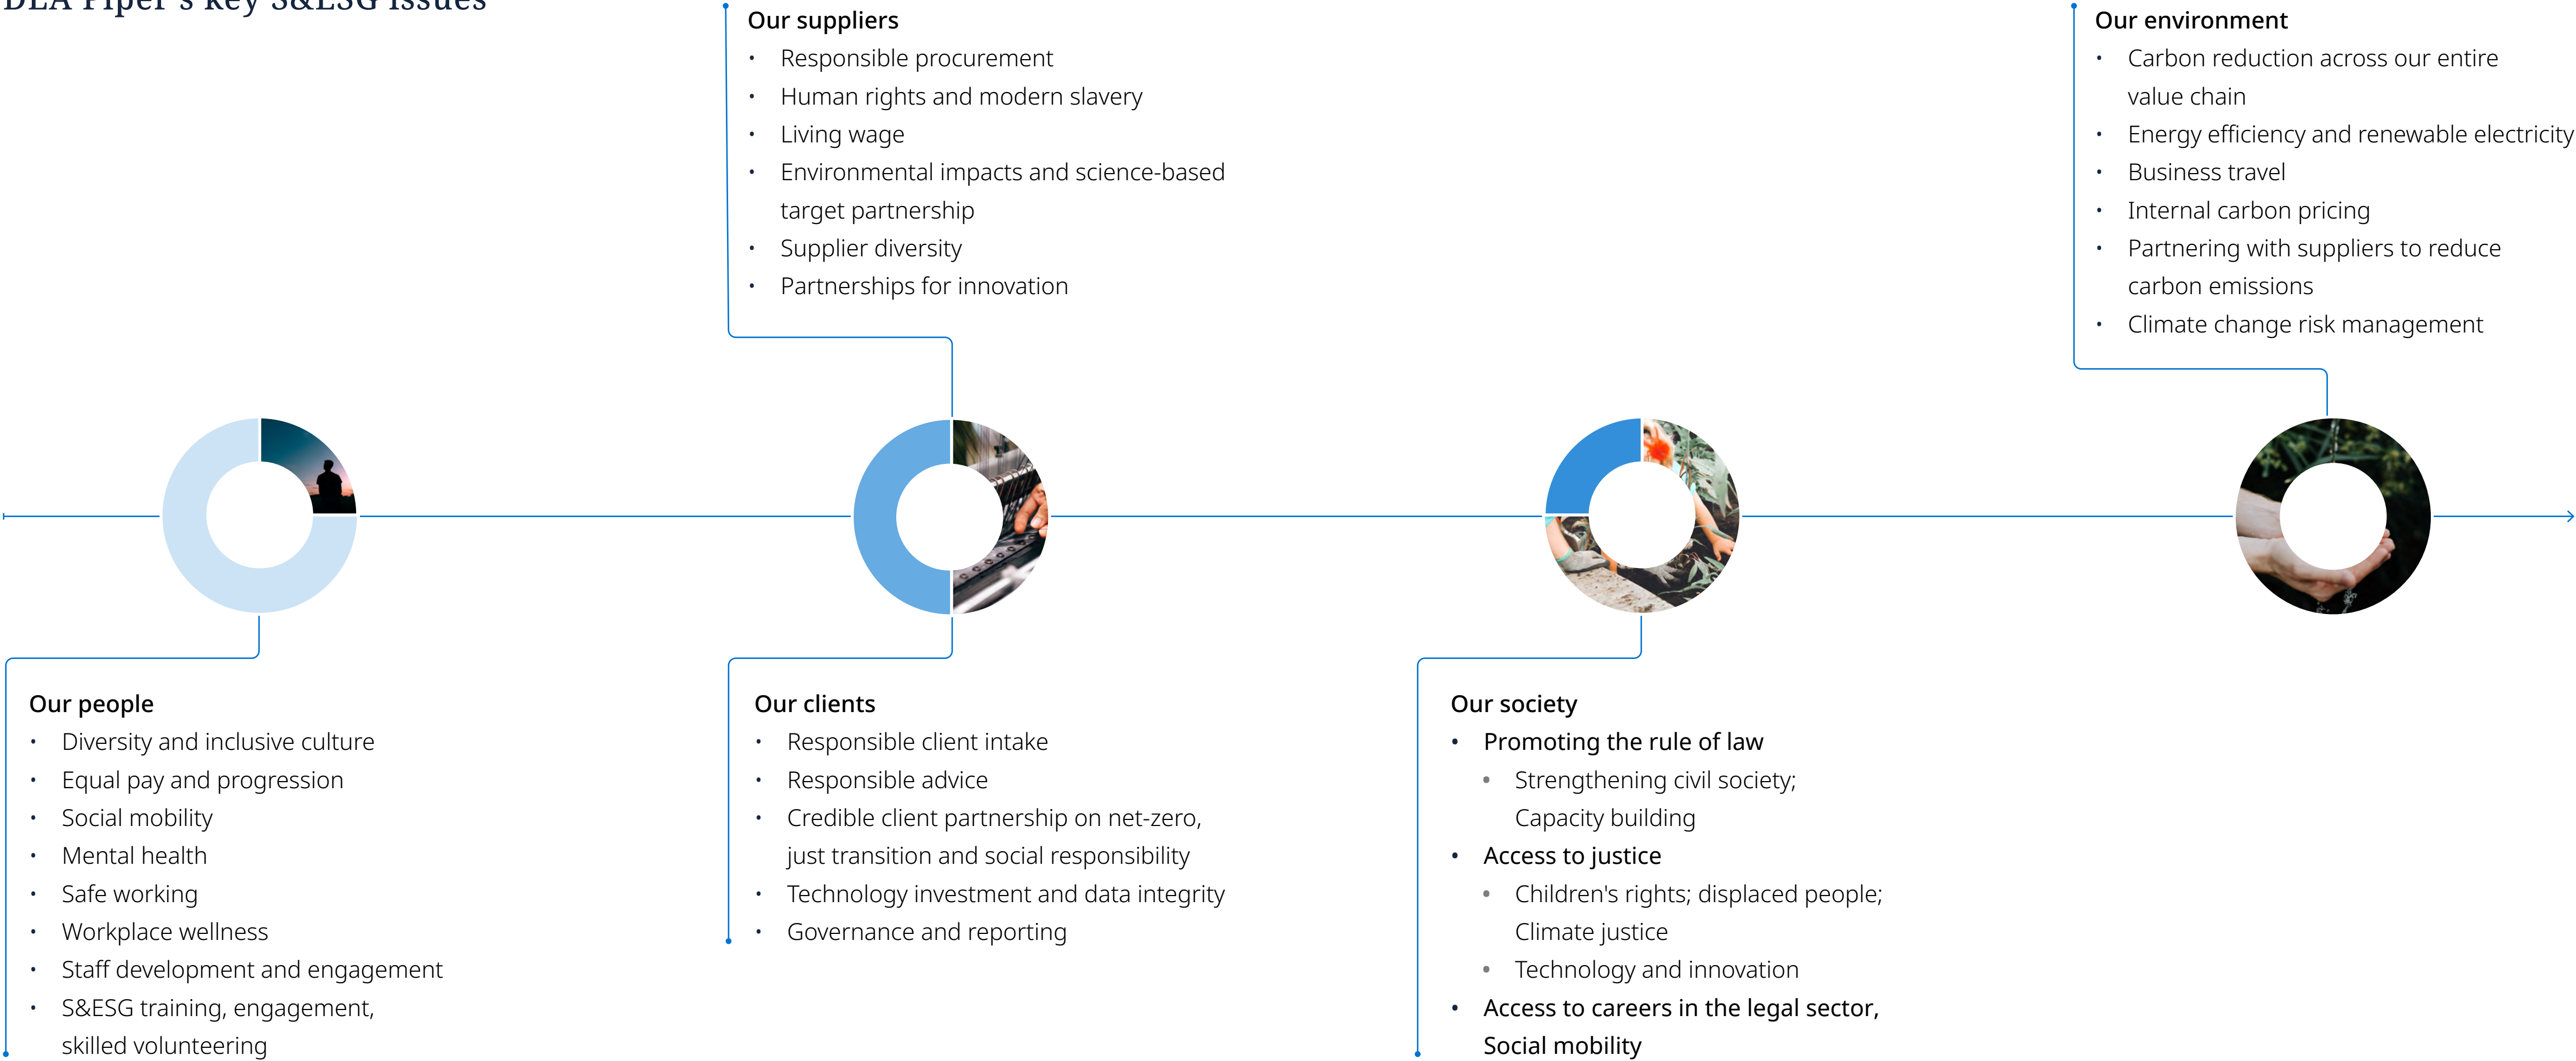 DLA Piper's key S&ESG issues
Our suppliers
• Responsible procurement
• Human rights and modern slavery
• Living wage
• Environmental impacts and science-based
target partnership
• Supplier diversity
• Partnerships for innovation
Our environment
• Carbon reduction across our entire
value chain
• Energy efficiency and renewable electricity
• Business travel
• Internal carbon pricing
• Partnering with suppliers to reduce
carbon emissions
• Climate change risk management
Our people
• Diversity and inclusive culture
• Equal pay and progression
• Social mobility
• Mental health
• Safe working
• Workplace wellness
• Staff development and engagement
• S&ESG training, engagement,
skilled volunteering
Our clients
• Responsible client intake
• Responsible advice
• Credible client partnership on net-zero,
just transition and social responsibility
• Technology investment and data integrity
• Governance and reporting
Our society
• Promoting the rule of law
• Strengthening civil society;
Capacity building
• Access to justice
• Children's rights; displaced people;
Climate justice
• Technology and innovation
• Access to careers in the legal sector,
Social mobility